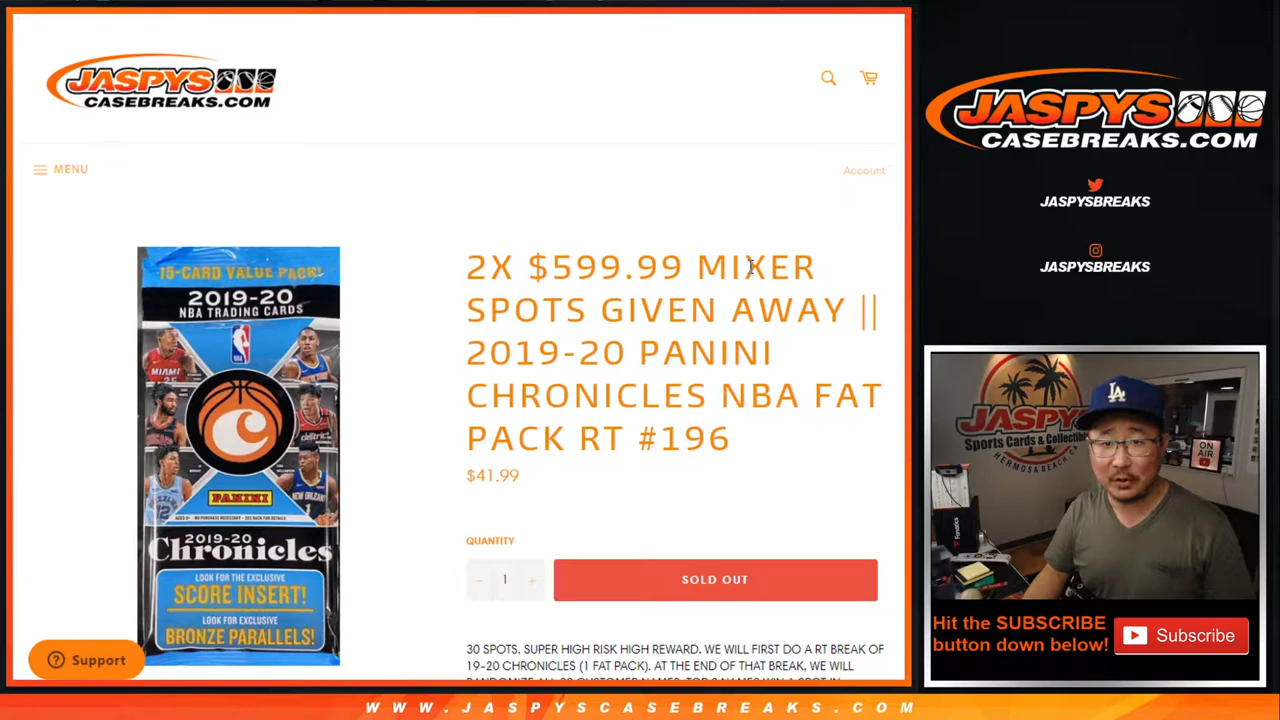 JASPYS
CASEBREAKS.COM
MENU
Account
15-CARD VALUE PACK!
2019-20
NBA TRADING CARDS
NBA
MIAMI
PANINI
2019-20
Chronicles
LOOK FOR THE EXCLUSIVE
SCORE INSERT!
LOOK FOR EXCLUSIVE
BRONZE PARALLELS!
Support
2X $599.99 MIXER
SPOTS GIVEN AWAY ||
2019-20 PANINI
CHRONICLES NBA FAT
PACK RT #196
$41.99
QUANTITY
− 1 +
SOLD OUT
30 SPOTS. SUPER HIGH RISK HIGH REWARD. WE WILL FIRST DO A RT BREAK OF
19-20 CHRONICLES (1 FAT PACK). AT THE END OF THAT BREAK, WE WILL
JASPYS
CASEBREAKS.COM
JASPYSBREAKS
JASPYSBREAKS
JASPYS
Sports Cards & Collectibles
HERMOSA BEACH, CA
LA
ON
AIR
Fanatics
Hit the SUBSCRIBE
button down below!
Subscribe
WWW.JASPYSCASEBREAKS.COM